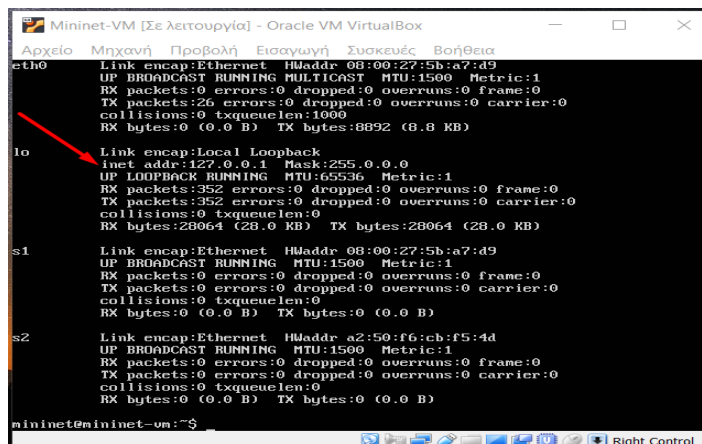 Mininet-VM [Σε λειτουργία] - Oracle VM VirtualBox
Αρχείο Μηχανή Προβολή Εισαγωγή Συσκευές Βοήθεια
eth0 Link encap:Ethernet HWaddr 08:00:27:5b:a7:d9
UP BROADCAST RUNNING MULTICAST MTU:1500 Metric:1
RX packets:0 errors:0 dropped:0 overruns:0 frame:0
TX packets:26 errors:0 dropped:0 overruns:0 carrier:0
collisions:0 txqueuelen:1000
RX bytes:0 (0.0 B) TX bytes:8892 (8.8 KB)
lo Link encap:Local Loopback
inet addr:127.0.0.1 Mask:255.0.0.0
UP LOOPBACK RUNNING MTU:65536 Metric:1
RX packets:352 errors:0 dropped:0 overruns:0 frame:0
TX packets:352 errors:0 dropped:0 overruns:0 carrier:0
collisions:0 txqueuelen:0
RX bytes:28064 (28.0 KB) TX bytes:28064 (28.0 KB)
s1 Link encap:Ethernet HWaddr 08:00:27:5b:a7:d9
UP BROADCAST RUNNING MTU:1500 Metric:1
RX packets:0 errors:0 dropped:0 overruns:0 frame:0
TX packets:0 errors:0 dropped:0 overruns:0 carrier:0
collisions:0 txqueuelen:0
RX bytes:0 (0.0 B) TX bytes:0 (0.0 B)
s2 Link encap:Ethernet HWaddr a2:50:f6:cb:f5:4d
UP BROADCAST RUNNING MTU:1500 Metric:1
RX packets:0 errors:0 dropped:0 overruns:0 frame:0
TX packets:0 errors:0 dropped:0 overruns:0 carrier:0
collisions:0 txqueuelen:0
RX bytes:0 (0.0 B) TX bytes:0 (0.0 B)
mininet@mininet-vm:~$ _
Right Control